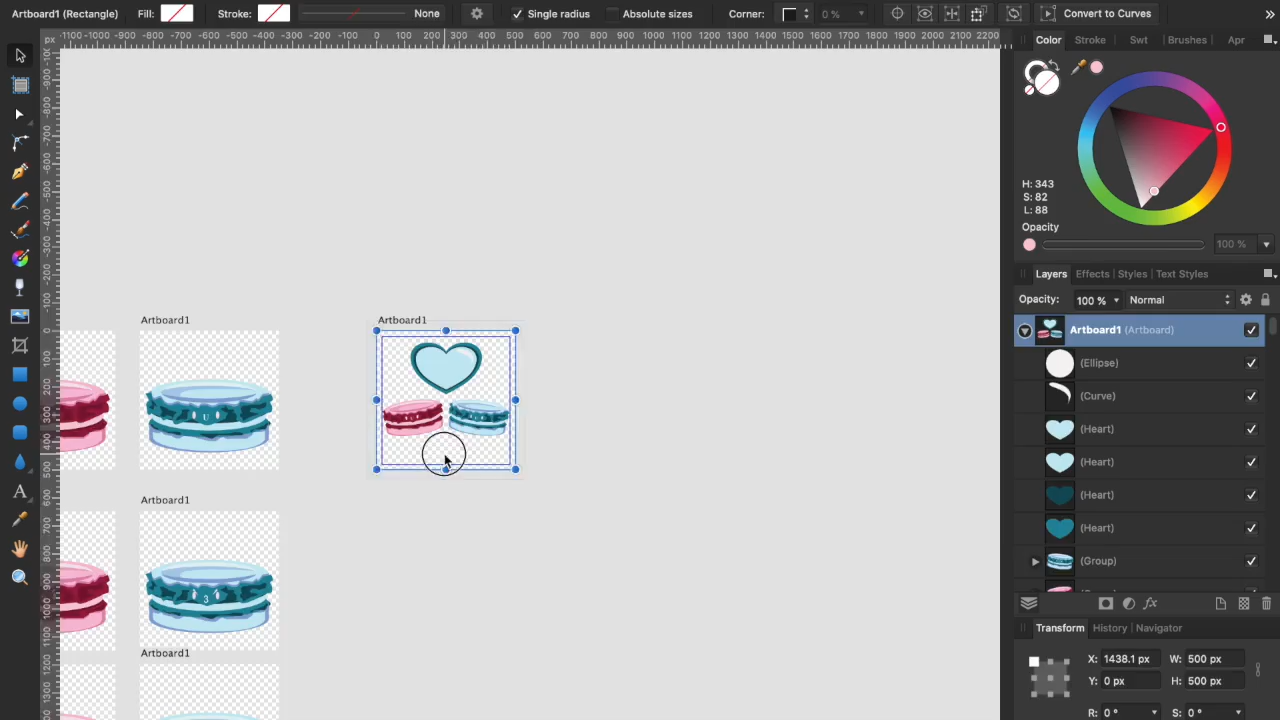 Artboard1 (Rectangle) Fill: Stroke: None Single radius Absolute sizes Corner: 0 % Convert to Curves
px -1100 -1000 -900 -800 -700 -600 -500 -400 -300 -200 -100 0 100 200 300 400 500 600 700 800 900 1000 1100 1200 1300 1400 1500 1600 1700 1800 1900 2000 2100 2200
Color Stroke Swt Brushes Apr
H: 343
S: 82
L: 88
Opacity
100 %
Layers Effects Styles Text Styles
Opacity: 100 % Normal
Artboard1 (Artboard)
(Ellipse)
(Curve)
(Heart)
(Heart)
(Heart)
(Heart)
(Group)
Transform History Navigator
X: 1438.1 px W: 500 px
Y: 0 px H: 500 px
R: 0 ° S: 0 °
Artboard1 Artboard1
U
Artboard1
3
Artboard1